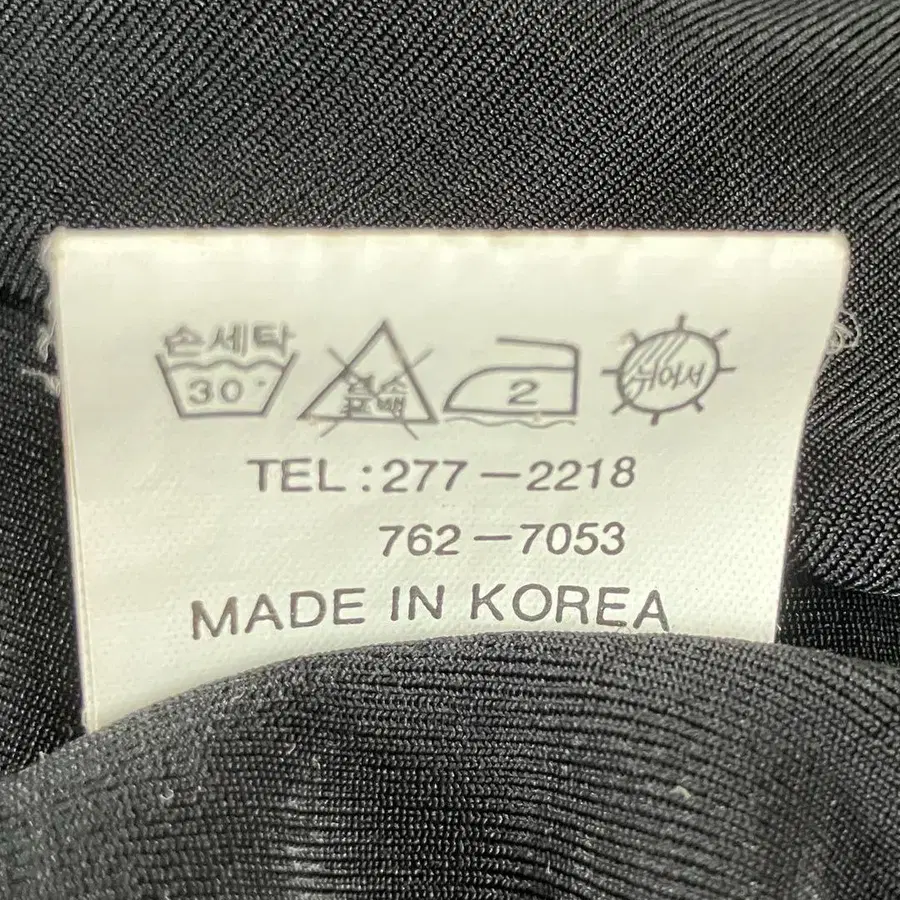 손세탁
30° 염소 표백 2 뉘어서
TEL : 277-2218
762-7053
MADE IN KOREA